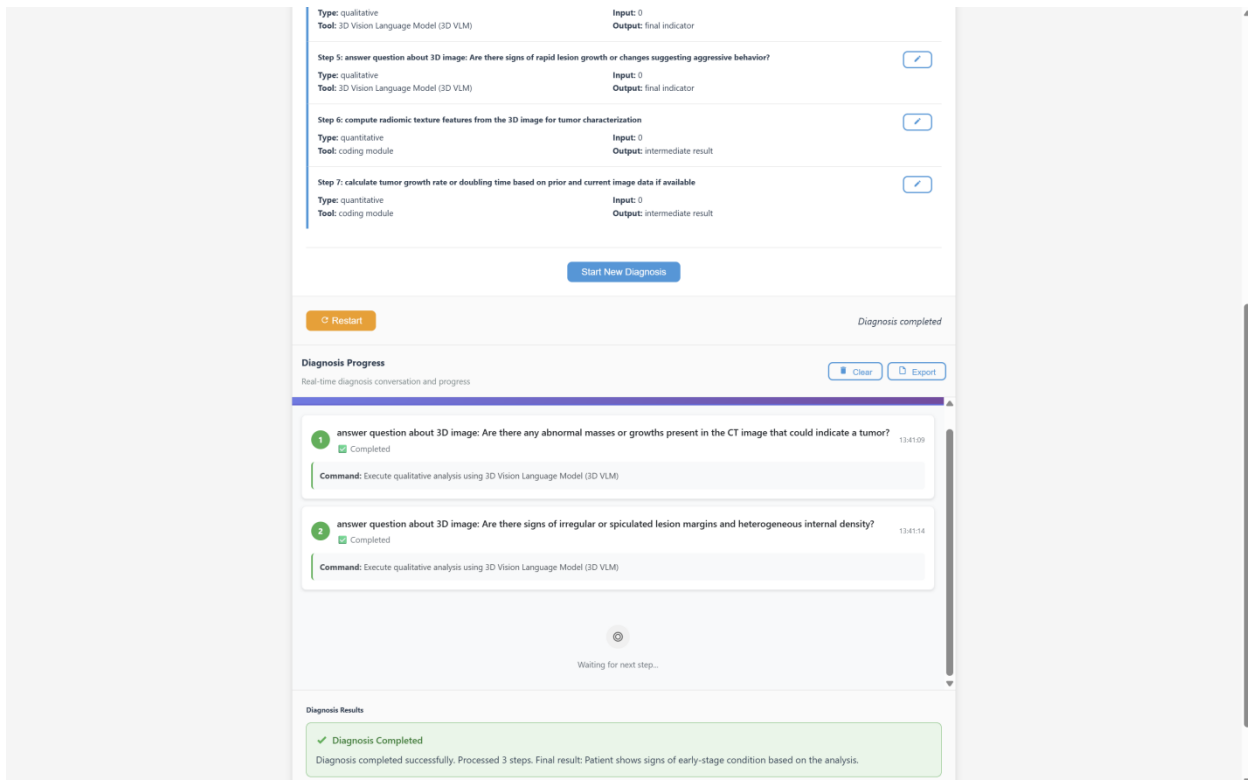 Type: qualitative Input: 0
Tool: 3D Vision Language Model (3D VLM) Output: final indicator
Step 5: answer question about 3D image: Are there signs of rapid lesion growth or changes suggesting aggressive behavior?
Type: qualitative Input: 0
Tool: 3D Vision Language Model (3D VLM) Output: final indicator
Step 6: compute radiomic texture features from the 3D image for tumor characterization
Type: quantitative Input: 0
Tool: coding module Output: intermediate result
Step 7: calculate tumor growth rate or doubling time based on prior and current image data if available
Type: quantitative Input: 0
Tool: coding module Output: intermediate result
Start New Diagnosis
Restart Diagnosis completed
Diagnosis Progress
Clear Export
Real-time diagnosis conversation and progress
1 answer question about 3D image: Are there any abnormal masses or growths present in the CT image that could indicate a tumor? 13:41:09
Completed
Command: Execute qualitative analysis using 3D Vision Language Model (3D VLM)
2 answer question about 3D image: Are there signs of irregular or spiculated lesion margins and heterogeneous internal density? 13:41:14
Completed
Command: Execute qualitative analysis using 3D Vision Language Model (3D VLM)
Waiting for next step...
Diagnosis Results
Diagnosis Completed
Diagnosis completed successfully. Processed 3 steps. Final result: Patient shows signs of early-stage condition based on the analysis.